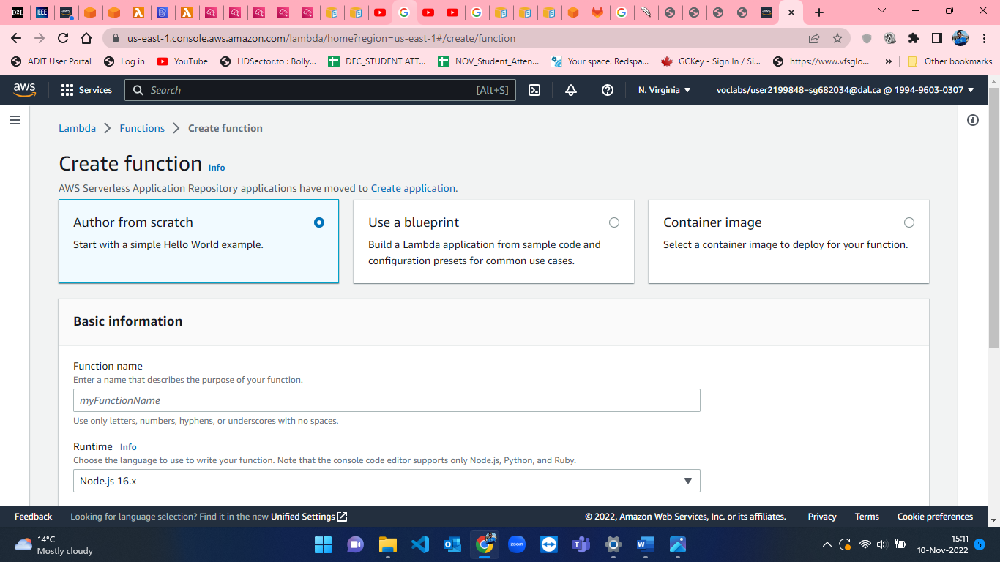 D2L IEEE aws aws
us-east-1.console.aws.amazon.com/lambda/home?region=us-east-1#/create/function
ADIT User Portal Log in YouTube HDSector.to : Bolly... DEC_STUDENT ATT... NOV_Student_Atten... Your space. Redspa... GCKey - Sign In / Si... https://www.vfsglo... » Other bookmarks
aws Services Search [Alt+S] N. Virginia voclabs/user2199848=sg682034@dal.ca @ 1994-9603-0307
Lambda Functions Create function
Create function Info
AWS Serverless Application Repository applications have moved to Create application.
Author from scratch
Start with a simple Hello World example.
Use a blueprint
Build a Lambda application from sample code and
configuration presets for common use cases.
Container image
Select a container image to deploy for your function.
Basic information
Function name
Enter a name that describes the purpose of your function.
myFunctionName
Use only letters, numbers, hyphens, or underscores with no spaces.
Runtime Info
Choose the language to use to write your function. Note that the console code editor supports only Node.js, Python, and Ruby.
Node.js 16.x
Feedback Looking for language selection? Find it in the new Unified Settings © 2022, Amazon Web Services, Inc. or its affiliates. Privacy Terms Cookie preferences
14°C
Mostly cloudy
zoom
15:11
10-Nov-2022 5